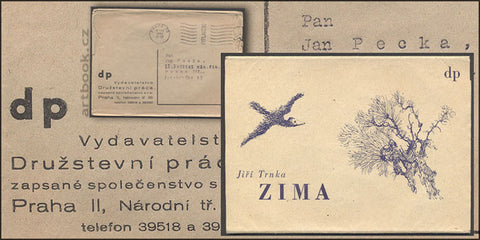 Pan
Jan Pecka,
artbook.cz
dp
dp
Vydavatelst
Družstevní prác
zapsané společenstvo s
Praha II, Národní tř.
telefon 39518 a 39
dp
Jiří Trnka
ZIMA